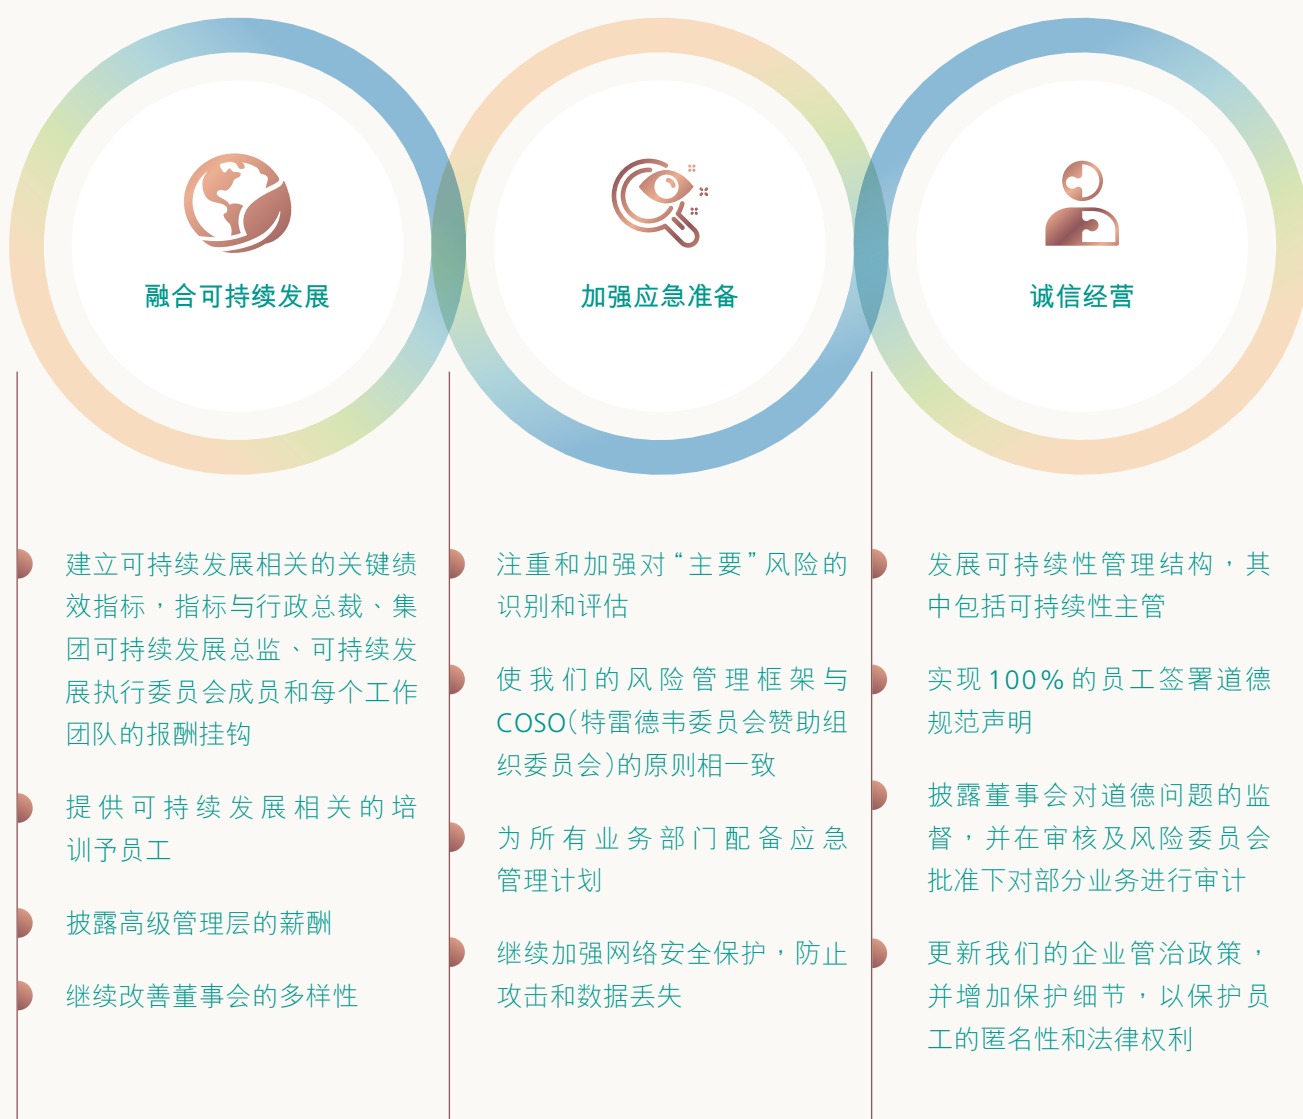 融合可持续发展
建立可持续发展相关的关键绩
效指标，指标与行政总裁、集
团可持续发展总监、可持续发
展执行委员会成员和每个工作
团队的报酬挂钩
提供可持续发展相关的培
训予员工
披露高级管理层的薪酬
继续改善董事会的多样性
加强应急准备
注重和加强对“主要”风险的
识别和评估
使我们的风险管理框架与
COSO（特雷德韦委员会赞助组
织委员会）的原则相一致
为所有业务部门配备应急
管理计划
继续加强网络安全保护，防止
攻击和数据丢失
诚信经营
发展可持续性管理结构，其
中包括可持续性主管
实现100%的员工签署道德
规范声明
披露董事会对道德问题的监
督，并在审核及风险委员会
批准下对部分业务进行审计
更新我们的企业管治政策，
并增加保护细节，以保护员
工的匿名性和法律权利